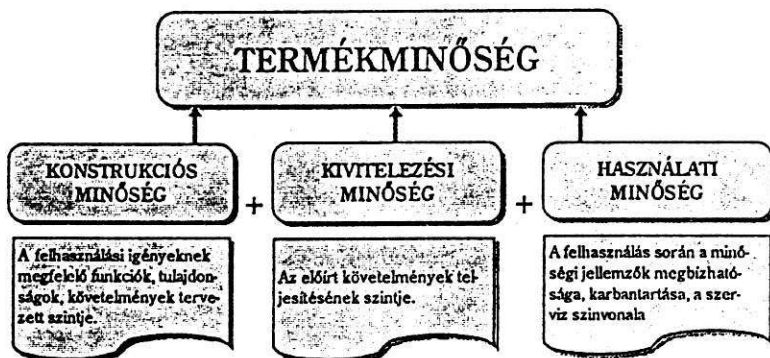 TERMÉKMINŐSÉG
KONSTRUKCIÓS
MINŐSÉG
+
KIVITELEZÉSI
MINŐSÉG
+
HASZNÁLATI
MINŐSÉG
A felhasználási igényeknek
megfelelő funkciók, tulajdon-
ságok, követelmények terve-
zett szintje.
Az előírt követelmények tel-
jesítésének szintje.
A felhasználás során a minő-
ségi jellemzők megbízható-
sága, karbantartása, a szer-
viz szinvonala